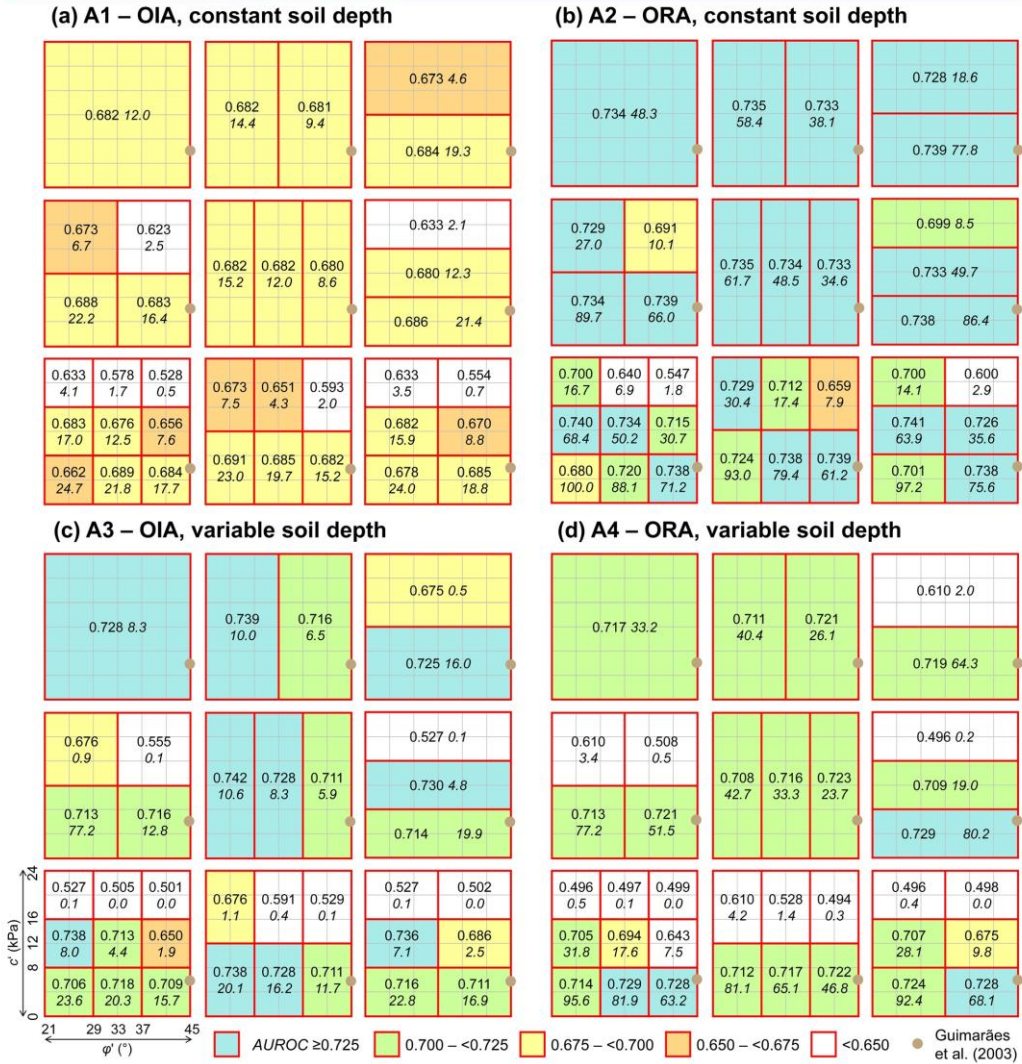 (a) A1 – OIA, constant soil depth
0.682 12.0
0.682 0.681
14.4 9.4
0.673 4.6
0.684 19.3
0.673 0.623
6.7 2.5
0.688 0.683
22.2 16.4
0.682 0.682 0.680
15.2 12.0 8.6
0.633 2.1
0.680 12.3
0.686 21.4
0.633 0.578 0.528
4.1 1.7 0.5
0.683 0.676 0.656
17.0 12.5 7.6
0.662 0.689 0.684
24.7 21.8 17.7
0.673 0.651 0.593
7.5 4.3 2.0
0.691 0.685 0.682
23.0 19.7 15.2
0.633 0.554
3.5 0.7
0.682 0.670
15.9 8.8
0.678 0.685
24.0 18.8
(b) A2 – ORA, constant soil depth
0.734 48.3
0.735 0.733
58.4 38.1
0.728 18.6
0.739 77.8
0.729 0.691
27.0 10.1
0.734 0.739
89.7 66.0
0.735 0.734 0.733
61.7 48.5 34.6
0.699 8.5
0.733 49.7
0.738 86.4
0.700 0.640 0.547
16.7 6.9 1.8
0.740 0.734 0.715
68.4 50.2 30.7
0.680 0.720 0.738
100.0 88.1 71.2
0.729 0.712 0.659
30.4 17.4 7.9
0.724 0.738 0.739
93.0 79.4 61.2
0.700 0.600
14.1 2.9
0.741 0.726
63.9 35.6
0.701 0.738
97.2 75.6
(c) A3 – OIA, variable soil depth
0.728 8.3
0.739 0.716
10.0 6.5
0.675 0.5
0.725 16.0
0.676 0.555
0.9 0.1
0.713 0.716
77.2 12.8
0.742 0.728 0.711
10.6 8.3 5.9
0.527 0.1
0.730 4.8
0.714 19.9
0.527 0.505 0.501
0.1 0.0 0.0
0.738 0.713 0.650
8.0 4.4 1.9
0.706 0.718 0.709
23.6 20.3 15.7
0.676 0.591 0.529
1.1 0.4 0.1
0.738 0.728 0.711
20.1 16.2 11.7
0.527 0.502
0.1 0.0
0.736 0.686
7.1 2.5
0.716 0.711
22.8 16.9
c' (kPa)
0 8 12 16 24
21 29 33 37 45
φ' (°)
(d) A4 – ORA, variable soil depth
0.717 33.2
0.711 0.721
40.4 26.1
0.610 2.0
0.719 64.3
0.610 0.508
3.4 0.5
0.713 0.721
77.2 51.5
0.708 0.716 0.723
42.7 33.3 23.7
0.496 0.2
0.709 19.0
0.729 80.2
0.496 0.497 0.499
0.5 0.1 0.0
0.705 0.694 0.643
31.8 17.6 7.5
0.714 0.729 0.728
95.6 81.9 63.2
0.610 0.528 0.494
4.2 1.4 0.3
0.712 0.717 0.722
81.1 65.1 46.8
0.496 0.498
0.4 0.0
0.707 0.675
28.1 9.8
0.724 0.728
92.4 68.1
AUROC ≥0.725 0.700 – <0.725 0.675 – <0.700 0.650 – <0.675 <0.650 Guimarães
et al. (2003)